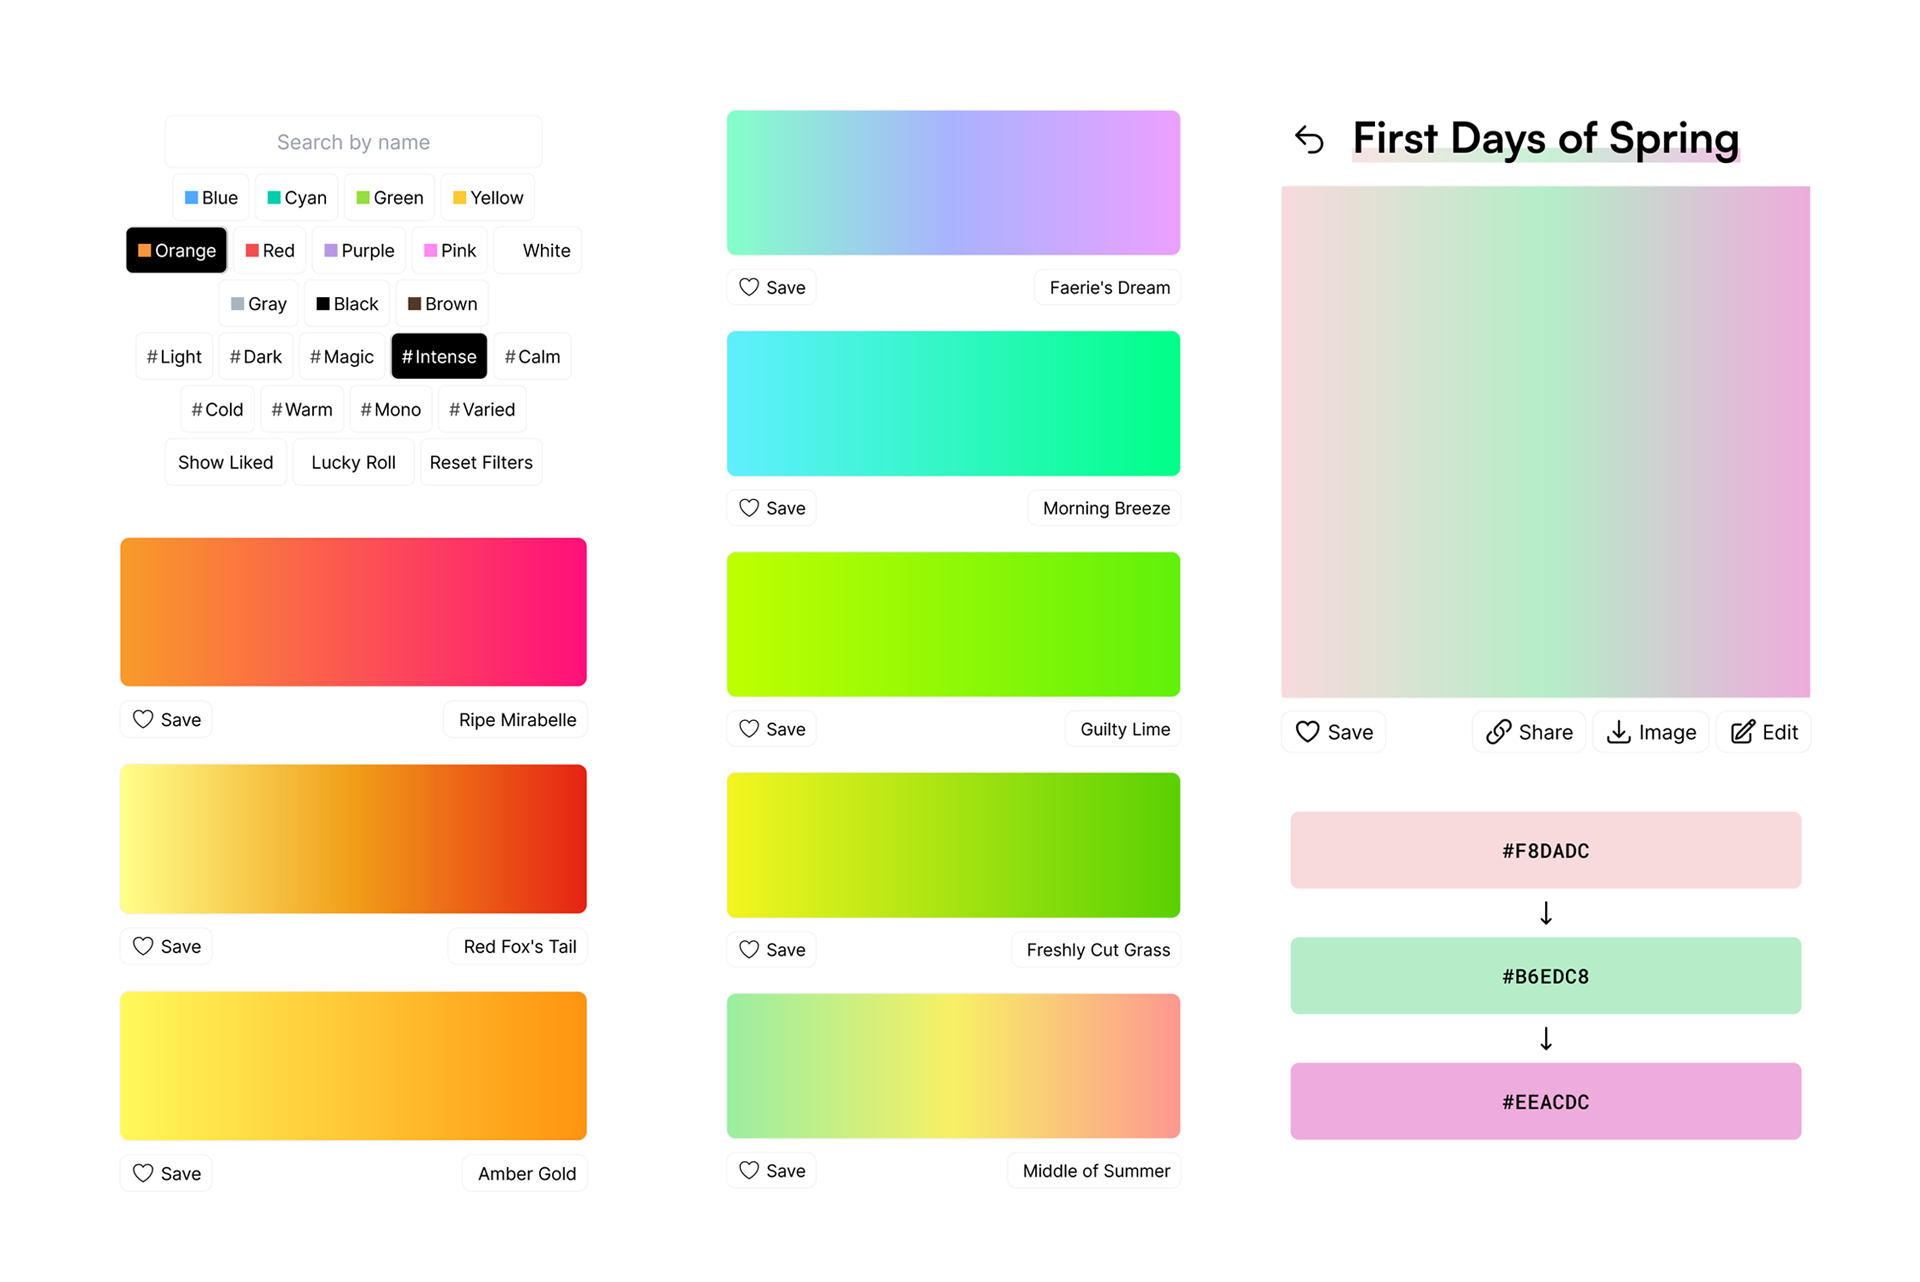 Search by name
Blue Cyan Green Yellow
Orange Red Purple Pink White
Gray Black Brown
#Light #Dark #Magic #Intense #Calm
#Cold #Warm #Mono #Varied
Show Liked Lucky Roll Reset Filters
Save Ripe Mirabelle
Save Red Fox's Tail
Save Amber Gold
Save Faerie's Dream
Save Morning Breeze
Save Guilty Lime
Save Freshly Cut Grass
Save Middle of Summer
First Days of Spring
Save Share Image Edit
#F8DADC
#B6EDC8
#EEACDC